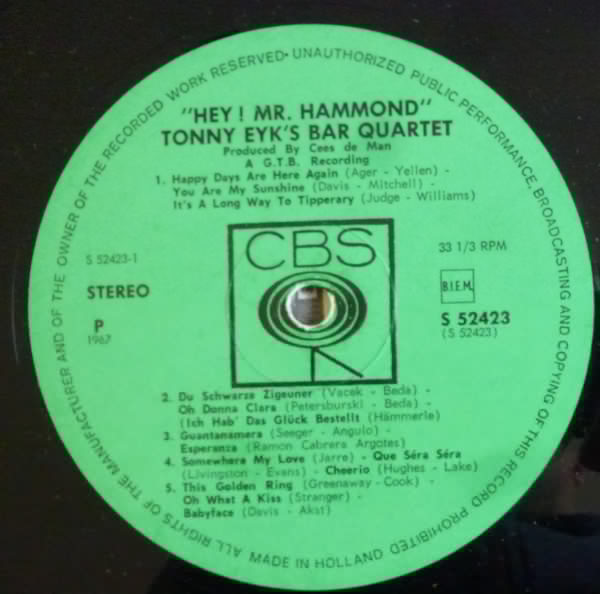 ALL RIGHTS OF THE MANUFACTURER AND OF THE OWNER OF THE RECORDED WORK RESERVED · UNAUTHORIZED PUBLIC PERFORMANCE, BROADCASTING AND COPYING OF THIS RECORD PROHIBITED
"HEY! MR. HAMMOND"
TONNY EYK'S BAR QUARTET
Produced By Cees de Man
A G.T.B. Recording
1. Happy Days Are Here Again (Ager - Yellen) -
You Are My Sunshine (Davis - Mitchell) -
It's A Long Way To Tipperary (Judge - Williams)
CBS
S 52423-1
33 1/3 RPM
STEREO
B.I.E.M.
P
1967
S 52423
(S 52423)
2. Du Schwarze Zigeuner (Vacek - Beda) -
Oh Donna Clara (Petersburski - Beda) -
(Ich Hab' Das Glück Bestellt (Hämmerle)
3. Guantanamera (Seeger - Angulo) -
Esperanza (Ramon Cabrera Argotes)
4. Somewhere My Love (Jarre) - Que Séra Séra
(Livingston - Evans) - Cheerio (Hughes - Lake)
5. This Golden Ring (Greenaway - Cook) -
Oh What A Kiss (Stranger) -
Babyface (Davis - Akst)
MADE IN HOLLAND